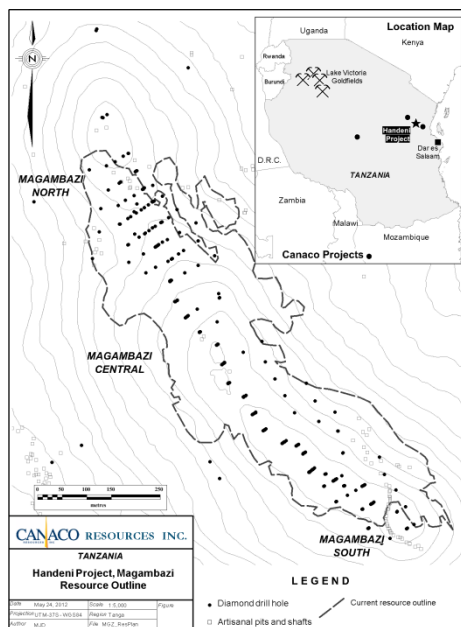 Uganda
Location Map
Kenya
Rwanda
Burundi
Lake Victoria
Goldfields
Handeni
Project
Dar es
Salaam
D.R.C.
TANZANIA
Zambia
Malawi
Mozambique
Canaco Projects
N
MAGAMBAZI
NORTH
MAGAMBAZI
CENTRAL
MAGAMBAZI
SOUTH
0 50 100 150 250
metres
CANACO RESOURCES INC.
TANZANIA
Handeni Project, Magambazi
Resource Outline
Date May 24, 2012 Scale 1:5,000 Figure
Projection UTM-37S - WGS84 Region Tanga
Author MJD File MGZ_ResPlan
LEGEND
Diamond drill hole
Current resource outline
Artisanal pits and shafts